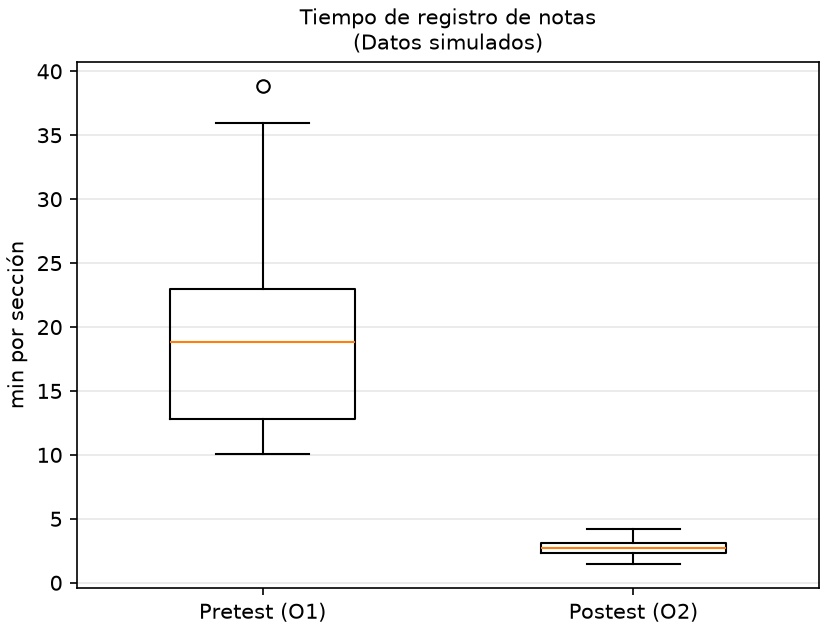 Tiempo de registro de notas
(Datos simulados)
min por sección
40
35
30
25
20
15
10
5
0
Pretest (O1)
Postest (O2)